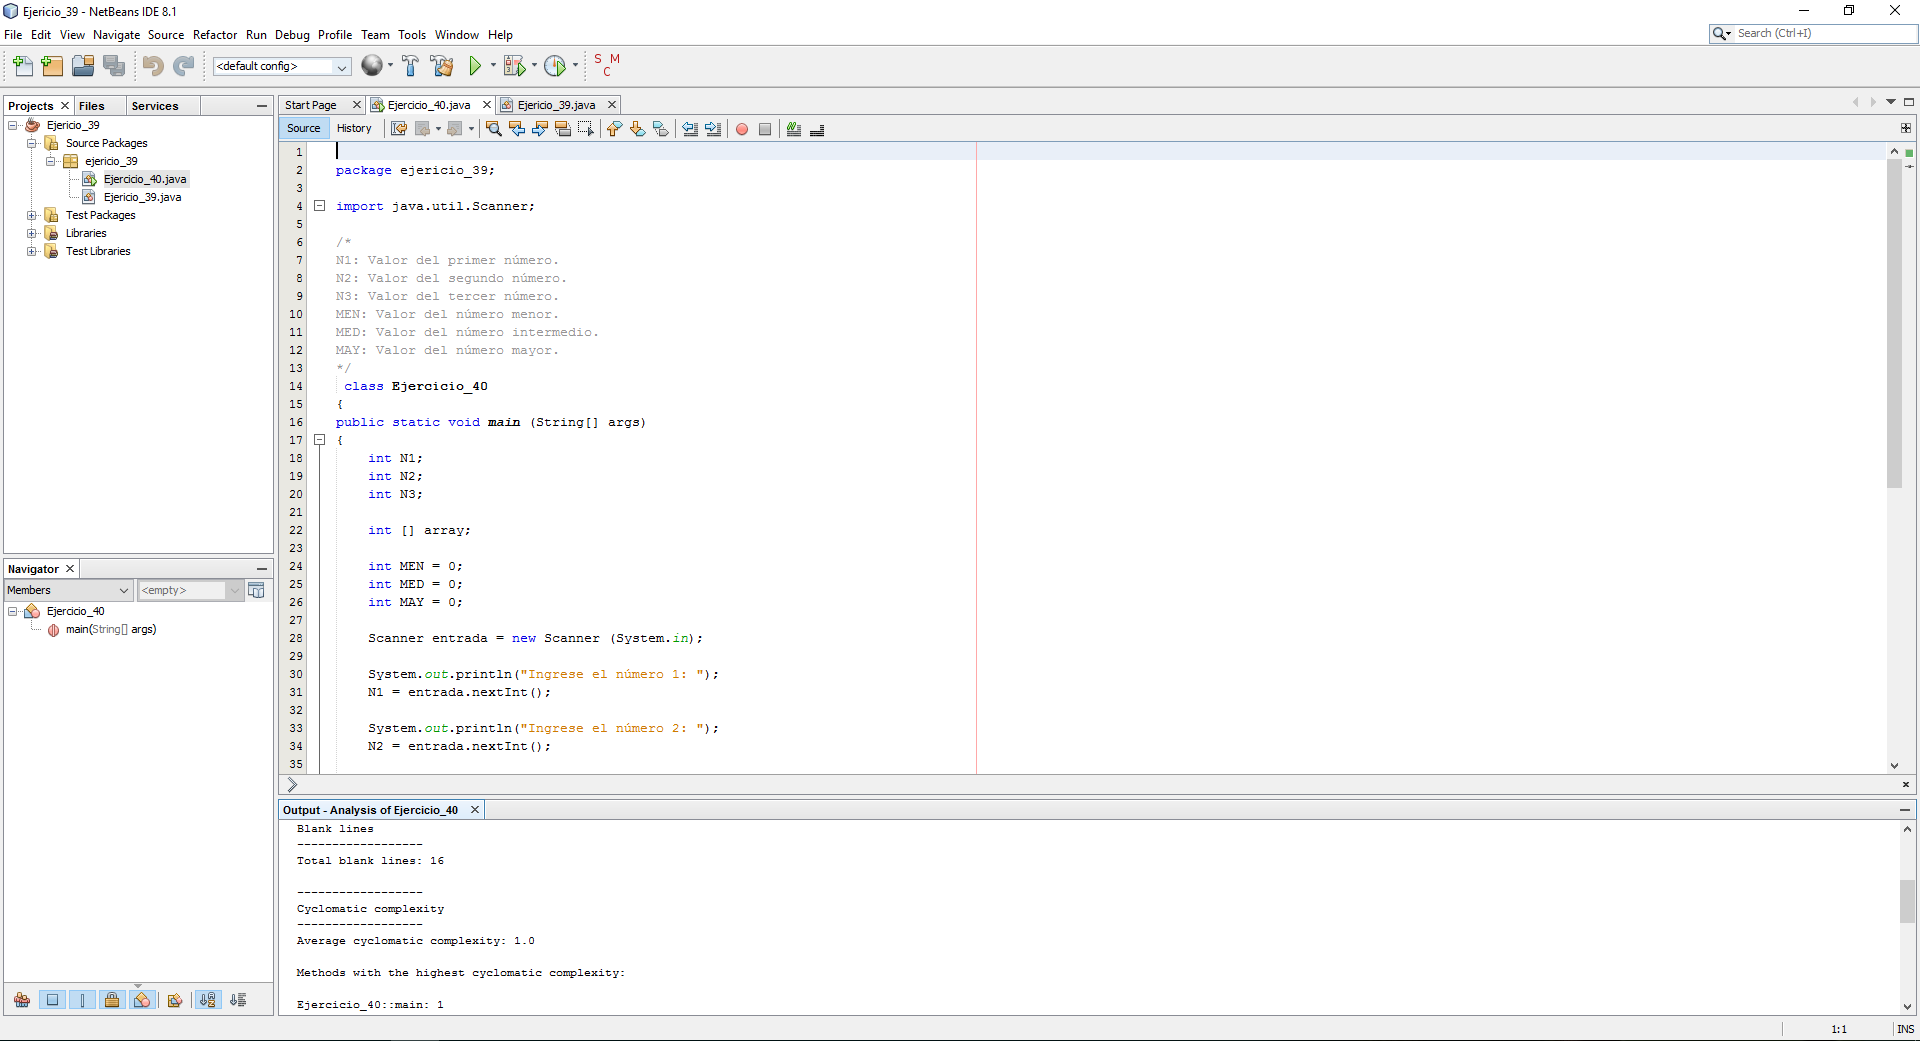 Ejericio_39 - NetBeans IDE 8.1
File Edit View Navigate Source Refactor Run Debug Profile Team Tools Window Help
Search (Ctrl+I)
<default config>
S M
C
Projects Files Services
Ejericio_39
Source Packages
ejericio_39
Ejercicio_40.java
Ejericio_39.java
Test Packages
Libraries
Test Libraries
Navigator
Members <empty>
Ejercicio_40
main(String[] args)
Start Page Ejercicio_40.java Ejericio_39.java
Source History
1
2 package ejericio_39;
3
4 import java.util.Scanner;
5
6 /*
7 N1: Valor del primer número.
8 N2: Valor del segundo número.
9 N3: Valor del tercer número.
10 MEN: Valor del número menor.
11 MED: Valor del número intermedio.
12 MAY: Valor del número mayor.
13 */
14 class Ejercicio_40
15 {
16 public static void main (String[] args)
17 {
18 int N1;
19 int N2;
20 int N3;
21
22 int [] array;
23
24 int MEN = 0;
25 int MED = 0;
26 int MAY = 0;
27
28 Scanner entrada = new Scanner (System.in);
29
30 System.out.println("Ingrese el número 1: ");
31 N1 = entrada.nextInt();
32
33 System.out.println("Ingrese el número 2: ");
34 N2 = entrada.nextInt();
35
Output - Analysis of Ejercicio_40
Blank lines
------------------
Total blank lines: 16
------------------
Cyclomatic complexity
------------------
Average cyclomatic complexity: 1.0
Methods with the highest cyclomatic complexity:
Ejercicio_40::main: 1
1:1 INS